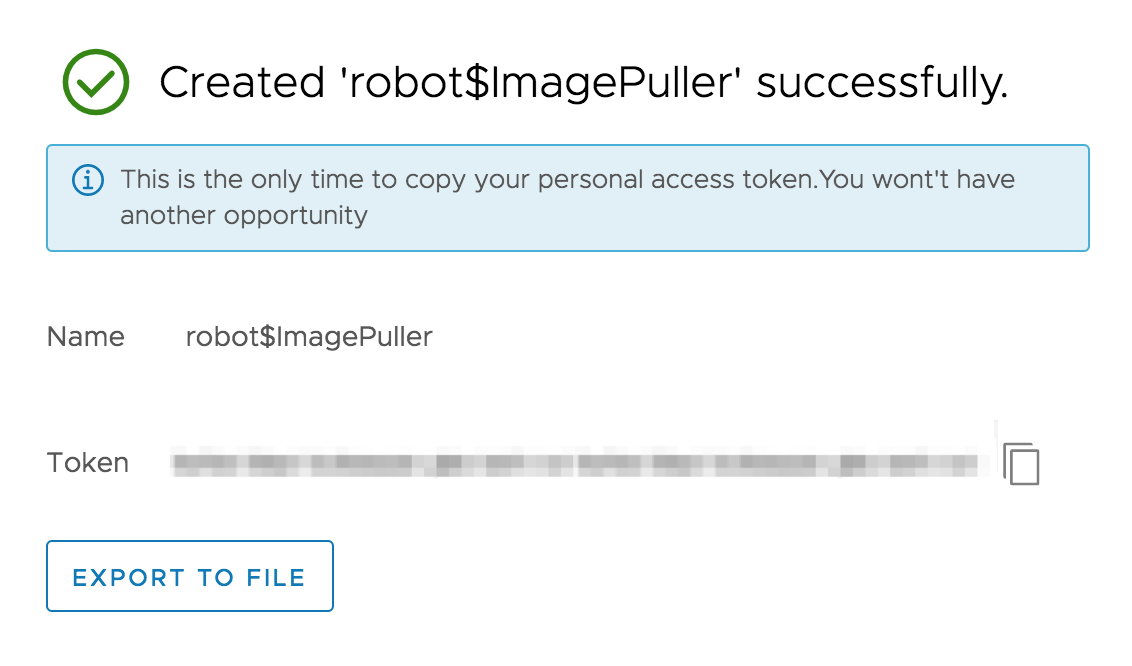 Created 'robot$ImagePuller' successfully.
This is the only time to copy your personal access token.You wont't have
another opportunity
Name robot$ImagePuller
Token
EXPORT TO FILE